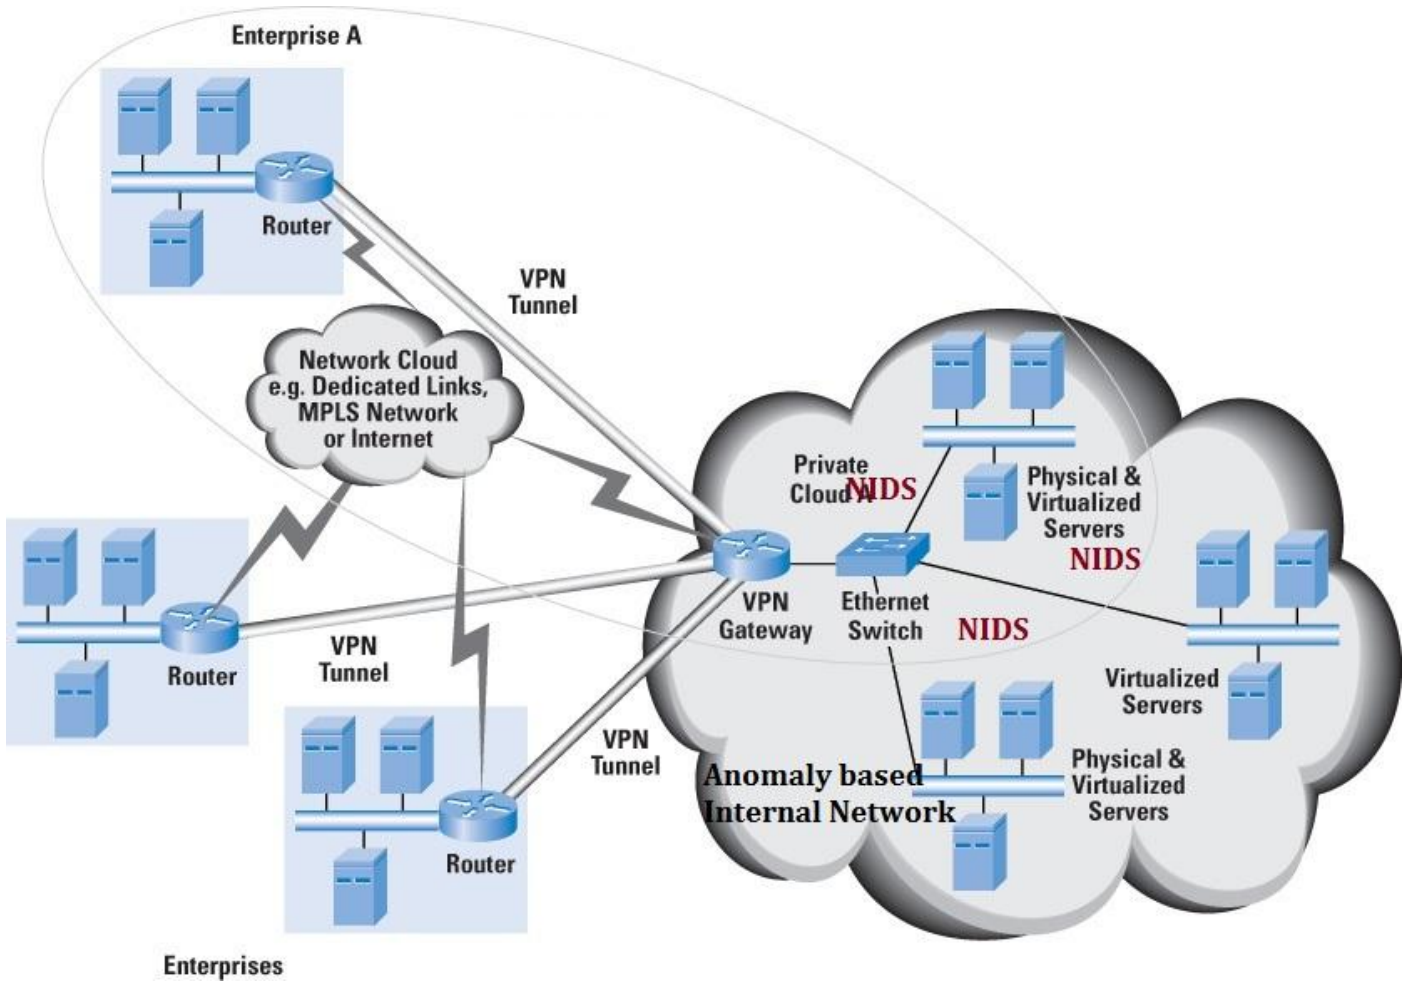 Enterprise A
Router
VPN
Tunnel
Network Cloud
e.g. Dedicated Links,
MPLS Network
or Internet
Private
Cloud A
NIDS
Physical &
Virtualized
Servers
NIDS
VPN
Gateway
Ethernet
Switch
NIDS
VPN
Tunnel
Router
Virtualized
Servers
VPN
Tunnel
Anomaly based
Internal Network
Physical &
Virtualized
Servers
Router
Enterprises